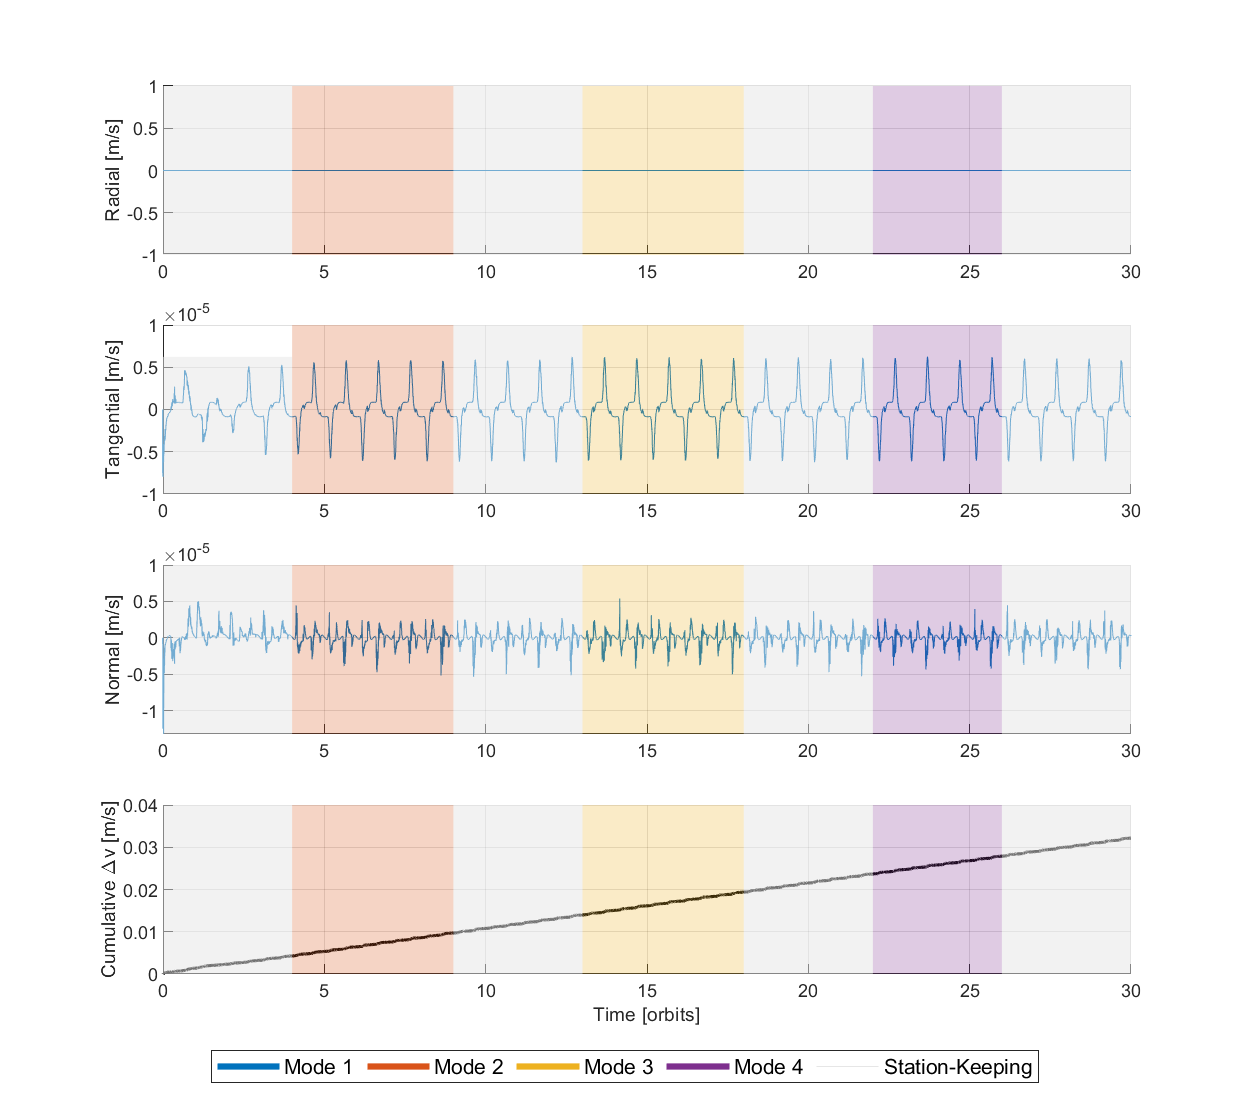 1
0.5
0
-0.5
-1
Radial [m/s]
0 5 10 15 20 25 30
×10-5
1
0.5
0
-0.5
-1
Tangential [m/s]
0 5 10 15 20 25 30
×10-5
1
0.5
0
-0.5
-1
Normal [m/s]
0 5 10 15 20 25 30
0.04
0.03
0.02
0.01
0
Cumulative Δv [m/s]
0 5 10 15 20 25 30
Time [orbits]
Mode 1 Mode 2 Mode 3 Mode 4 Station-Keeping